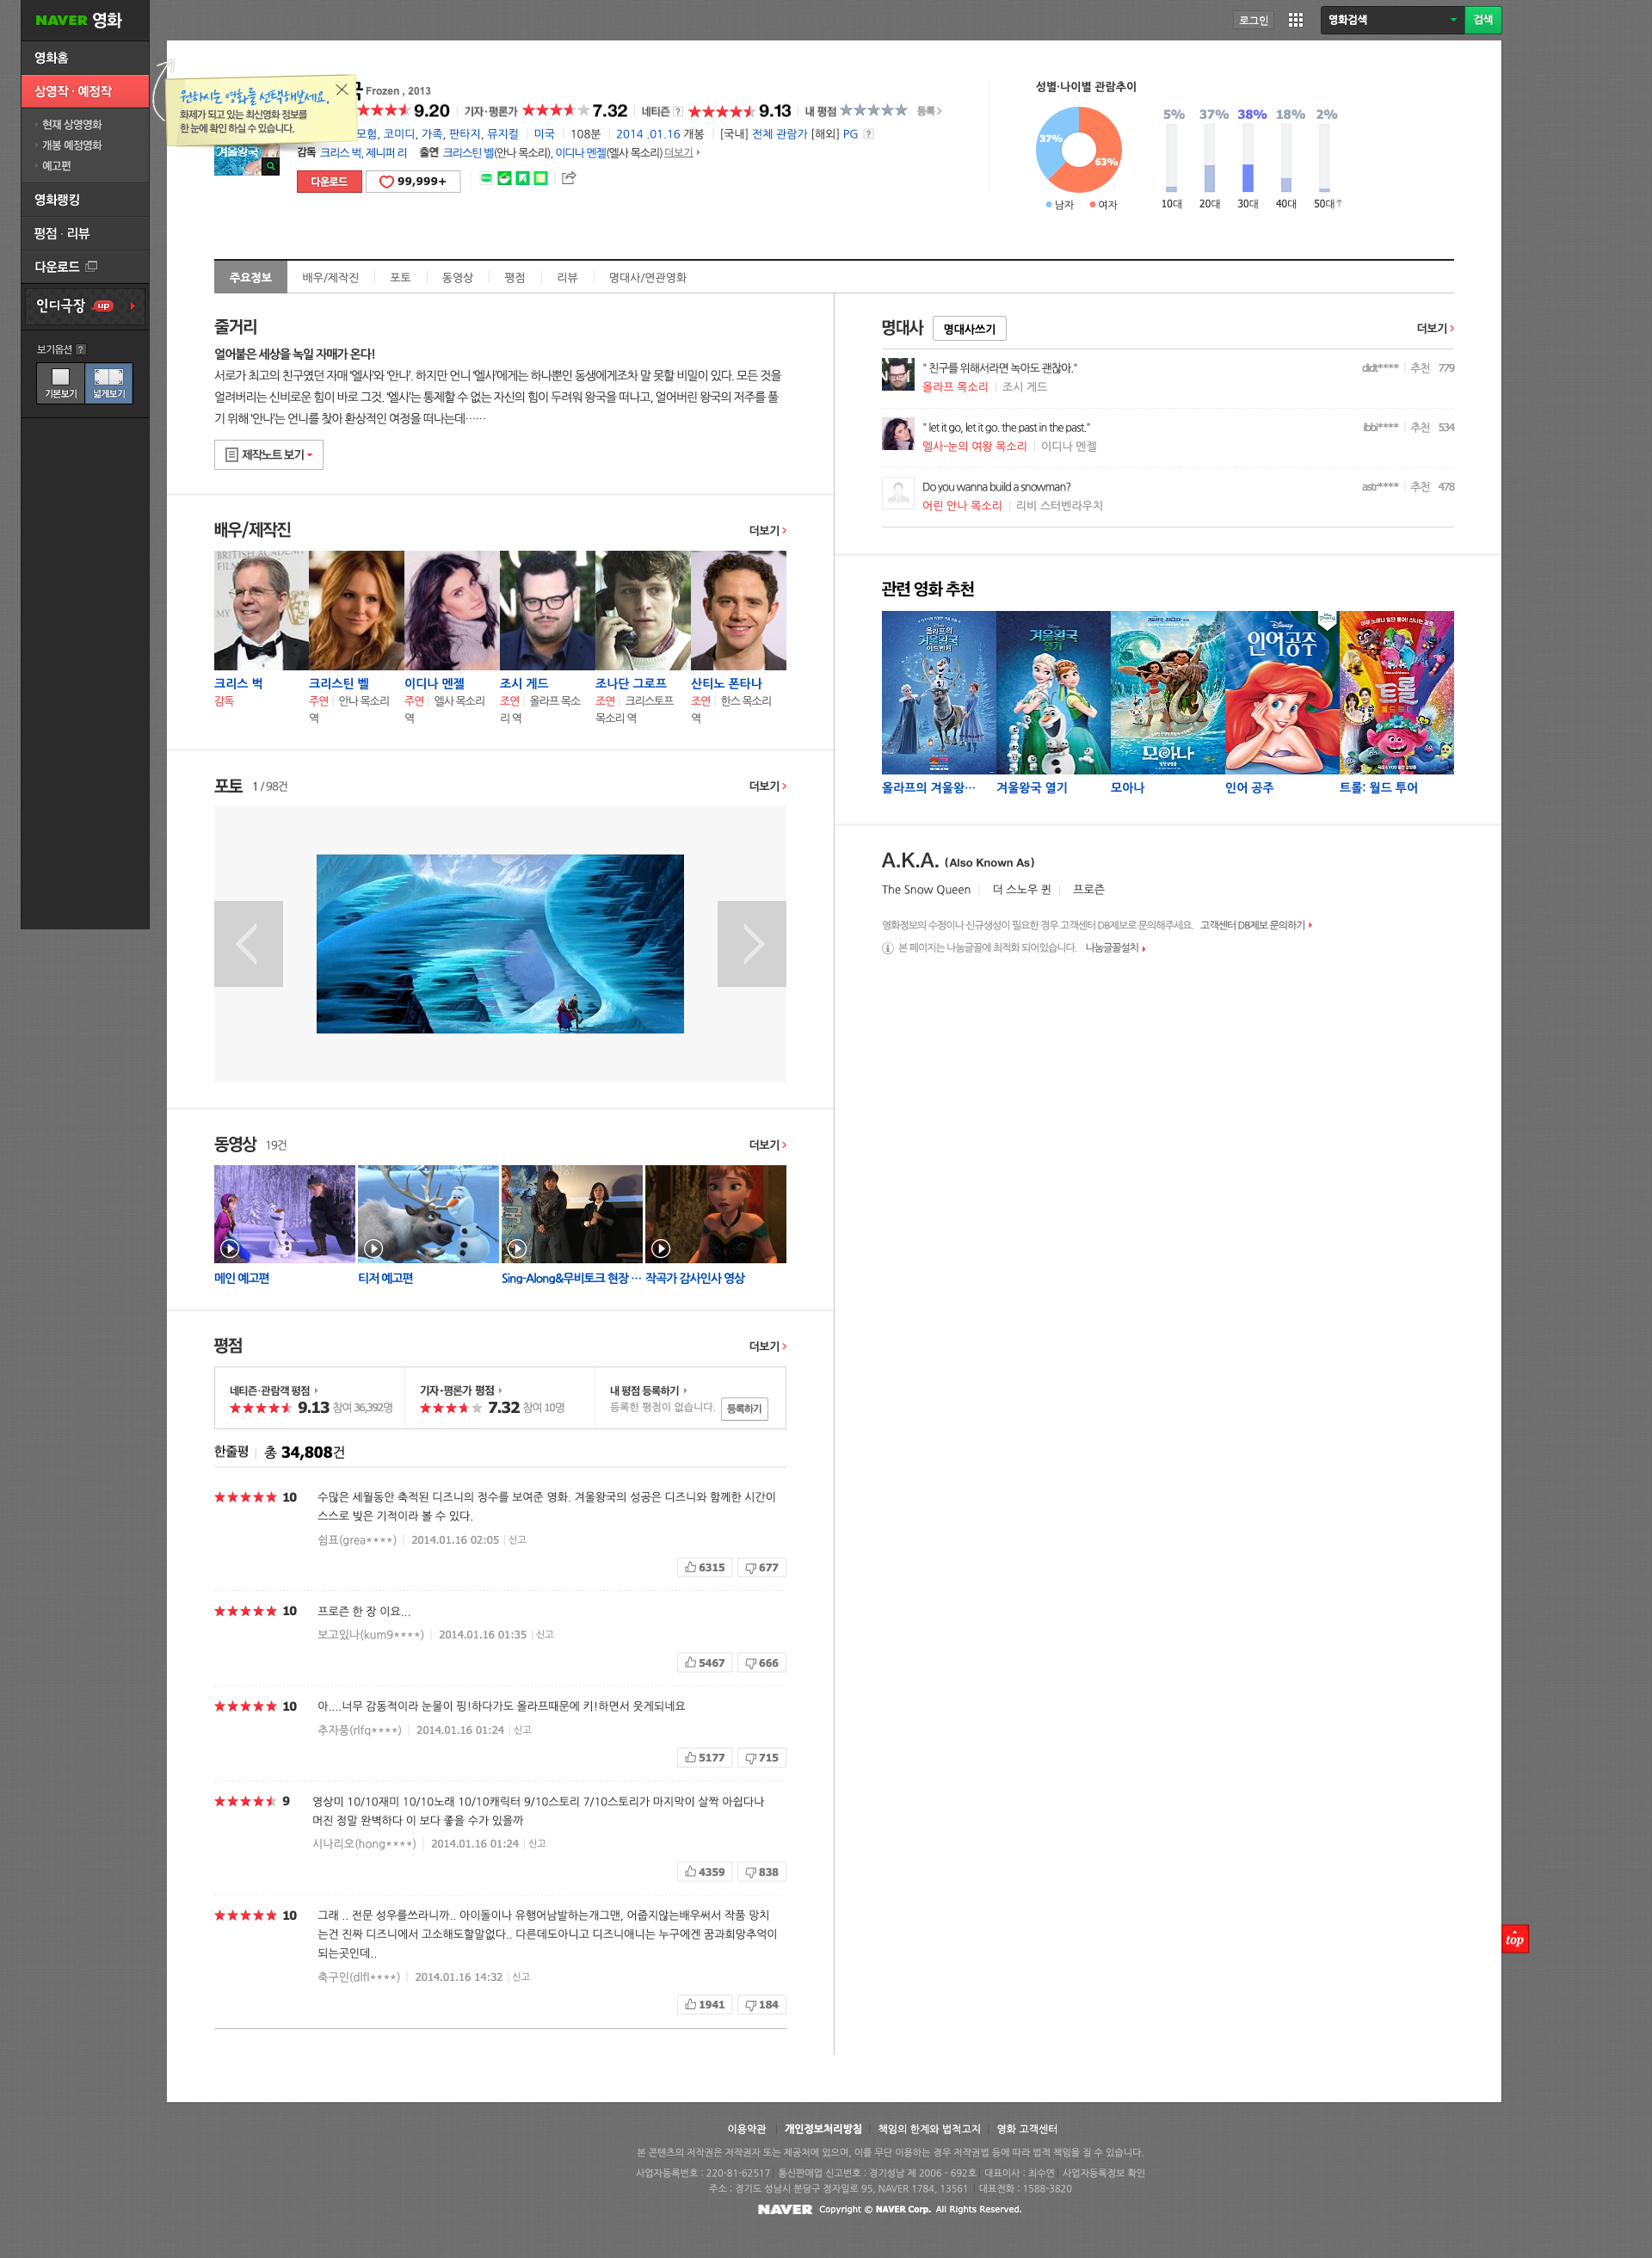 NAVER 영화
로그인
영화검색
검색
영화홈
상영작 · 예정작
현재 상영영화
개봉 예정영화
예고편
영화랭킹
평점 · 리뷰
다운로드
인디극장 up
보기옵션 ?
기본보기 넓게보기
원하시는 영화를 선택해보세요.
화제가 되고 있는 최신영화 정보를
한 눈에 확인 하실 수 있습니다.
겨울왕국
Frozen , 2013
9.20 기자·평론가 7.32 네티즌 ? 9.13 내 평점 등록
모험, 코미디, 가족, 판타지, 뮤지컬 미국 108분 2014 .01.16 개봉 [국내] 전체 관람가 [해외] PG ?
감독 크리스 벅, 제니퍼 리 출연 크리스틴 벨(안나 목소리), 이디나 멘젤(엘사 목소리) 더보기
다운로드 99,999+
성별·나이별 관람추이
37% 63%
남자 여자
5% 37% 38% 18% 2%
10대 20대 30대 40대 50대↑
주요정보 배우/제작진 포토 동영상 평점 리뷰 명대사/연관영화
줄거리
얼어붙은 세상을 녹일 자매가 온다!
서로가 최고의 친구였던 자매 ‘엘사’와 ‘안나’. 하지만 언니 ‘엘사’에게는 하나뿐인 동생에게조차 말 못할 비밀이 있다. 모든 것을
얼려버리는 신비로운 힘이 바로 그것. ‘엘사’는 통제할 수 없는 자신의 힘이 두려워 왕국을 떠나고, 얼어버린 왕국의 저주를 풀
기 위해 ‘안나’는 언니를 찾아 환상적인 여정을 떠나는데……
제작노트 보기
배우/제작진 더보기
크리스 벅 크리스틴 벨 이디나 멘젤 조시 게드 조나단 그로프 산티노 폰타나
감독 주연 안나 목소리 주연 엘사 목소리 조연 올라프 목소 조연 크리스토프 조연 한스 목소리
역 역 리 역 목소리 역 역
포토 1 / 98건 더보기
동영상 19건 더보기
메인 예고편 티저 예고편 Sing-Along&무비토크 현장 … 작곡가 감사인사 영상
평점 더보기
네티즌·관람객 평점 기자·평론가 평점 내 평점 등록하기
9.13 참여 36,392명 7.32 참여 10명 등록한 평점이 없습니다. 등록하기
한줄평 총 34,808건
10 수많은 세월동안 축적된 디즈니의 정수를 보여준 영화. 겨울왕국의 성공은 디즈니와 함께한 시간이
스스로 빚은 기적이라 볼 수 있다.
쉼표(grea****) 2014.01.16 02:05 신고
6315 677
10 프로즌 한 장 이요...
보고있나(kum9****) 2014.01.16 01:35 신고
5467 666
10 아....너무 감동적이라 눈물이 핑!하다가도 올라프때문에 키!하면서 웃게되네요
추자풍(rlfq****) 2014.01.16 01:24 신고
5177 715
9 영상미 10/10재미 10/10노래 10/10캐릭터 9/10스토리 7/10스토리가 마지막이 살짝 아쉽다나
머진 정말 완벽하다 이 보다 좋을 수가 있을까
시나리오(hong****) 2014.01.16 01:24 신고
4359 838
10 그래 .. 전문 성우를쓰라니까.. 아이돌이나 유행어남발하는개그맨, 어줍지않는배우써서 작품 망치
는건 진짜 디즈니에서 고소해도할말없다.. 다른데도아니고 디즈니애니는 누구에겐 꿈과희망추억이
되는곳인데..
축구인(dlfl****) 2014.01.16 14:32 신고
1941 184
명대사 명대사쓰기 더보기
" 친구를 위해서라면 녹아도 괜찮아." didt**** 추천 779
올라프 목소리 조시 게드
" let it go, let it go. the past in the past." ibbi**** 추천 534
엘사-눈의 여왕 목소리 이디나 멘젤
Do you wanna build a snowman? astr**** 추천 478
어린 안나 목소리 리비 스터벤라우치
관련 영화 추천
올라프의 겨울왕… 겨울왕국 열기 모아나 인어 공주 트롤: 월드 투어
A.K.A. (Also Known As)
The Snow Queen 더 스노우 퀸 프로즌
영화정보의 수정이나 신규생성이 필요한 경우 고객센터 DB제보로 문의해주세요. 고객센터 DB제보 문의하기
본 페이지는 나눔글꼴에 최적화 되어있습니다. 나눔글꼴설치
top
이용약관 개인정보처리방침 책임의 한계와 법적고지 영화 고객센터
본 콘텐츠의 저작권은 저작권자 또는 제공처에 있으며, 이를 무단 이용하는 경우 저작권법 등에 따라 법적 책임을 질 수 있습니다.
사업자등록번호 : 220-81-62517 통신판매업 신고번호 : 경기성남 제 2006 - 692호 대표이사 : 최수연 사업자등록정보 확인
주소 : 경기도 성남시 분당구 정자일로 95, NAVER 1784, 13561 대표전화 : 1588-3820
NAVER Copyright © NAVER Corp. All Rights Reserved.